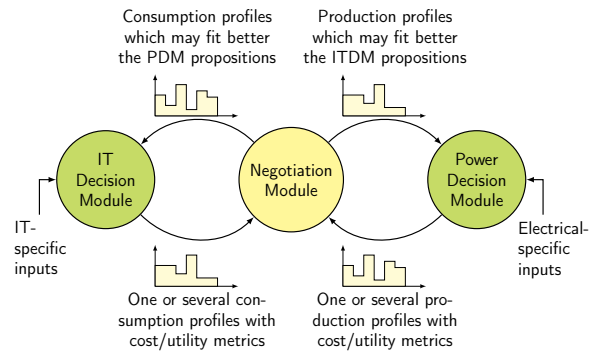 Consumption profiles
which may fit better
the PDM propositions
Production profiles
which may fit better
the ITDM propositions
IT
Decision
Module
Negotiation
Module
Power
Decision
Module
IT-
specific
inputs
Electrical-
specific
inputs
One or several con-
sumption profiles with
cost/utility metrics
One or several pro-
duction profiles with
cost/utility metrics